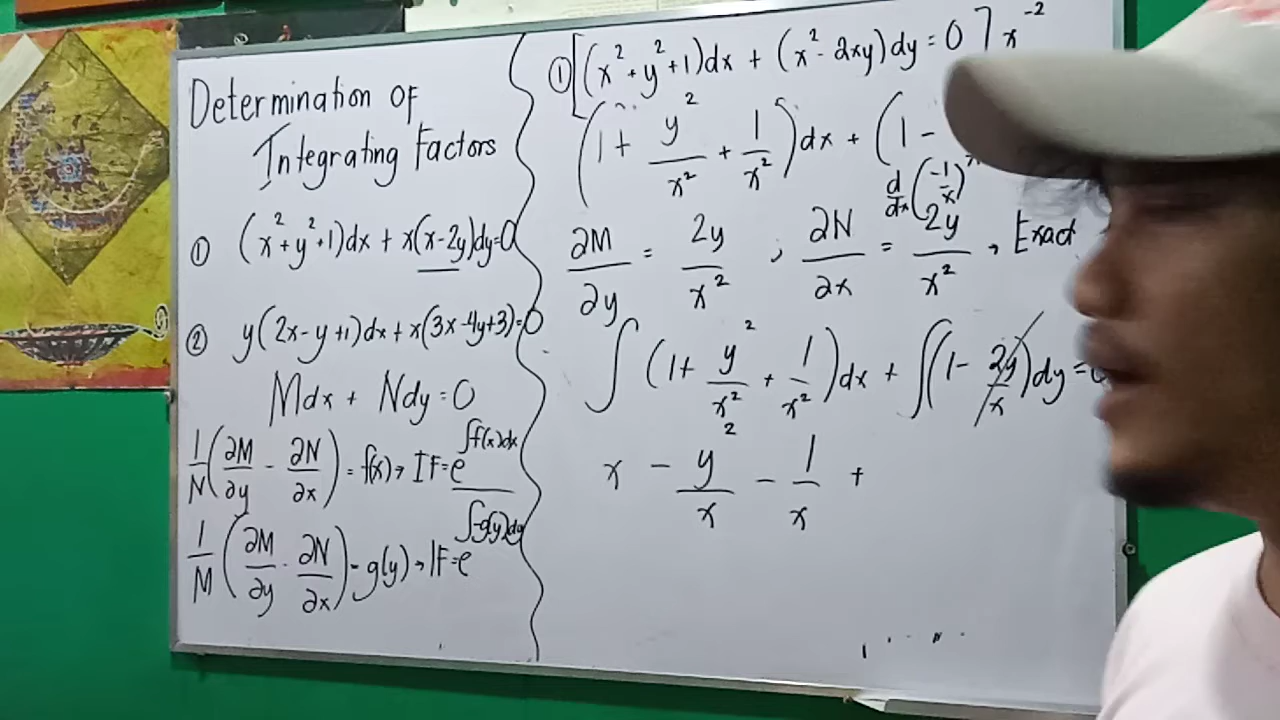 Determination of
Integrating Factors
① (x² + y² + 1)dx + x(x - 2y)dy = 0
② y(2x - y + 1)dx + x(3x - 4y + 3) = 0
Mdx + Ndy = 0
1/N (∂M/∂y - ∂N/∂x) = f(x) → IF = e^∫f(x)dx
1/M (∂M/∂y - ∂N/∂x) = g(y) → IF = e^∫-g(y)dy
① [(x² + y² + 1)dx + (x² - 2xy)dy = 0] x⁻²
(1 + y²/x² + 1/x²)dx + (1 -
d/dx (-1/x)
∂M/∂y = 2y/x² ; ∂N/∂x = 2y/x² , Exact
∫(1 + y²/x² + 1/x²)dx + ∫(1 - 2y/x)dy = 0
x - y²/x - 1/x +